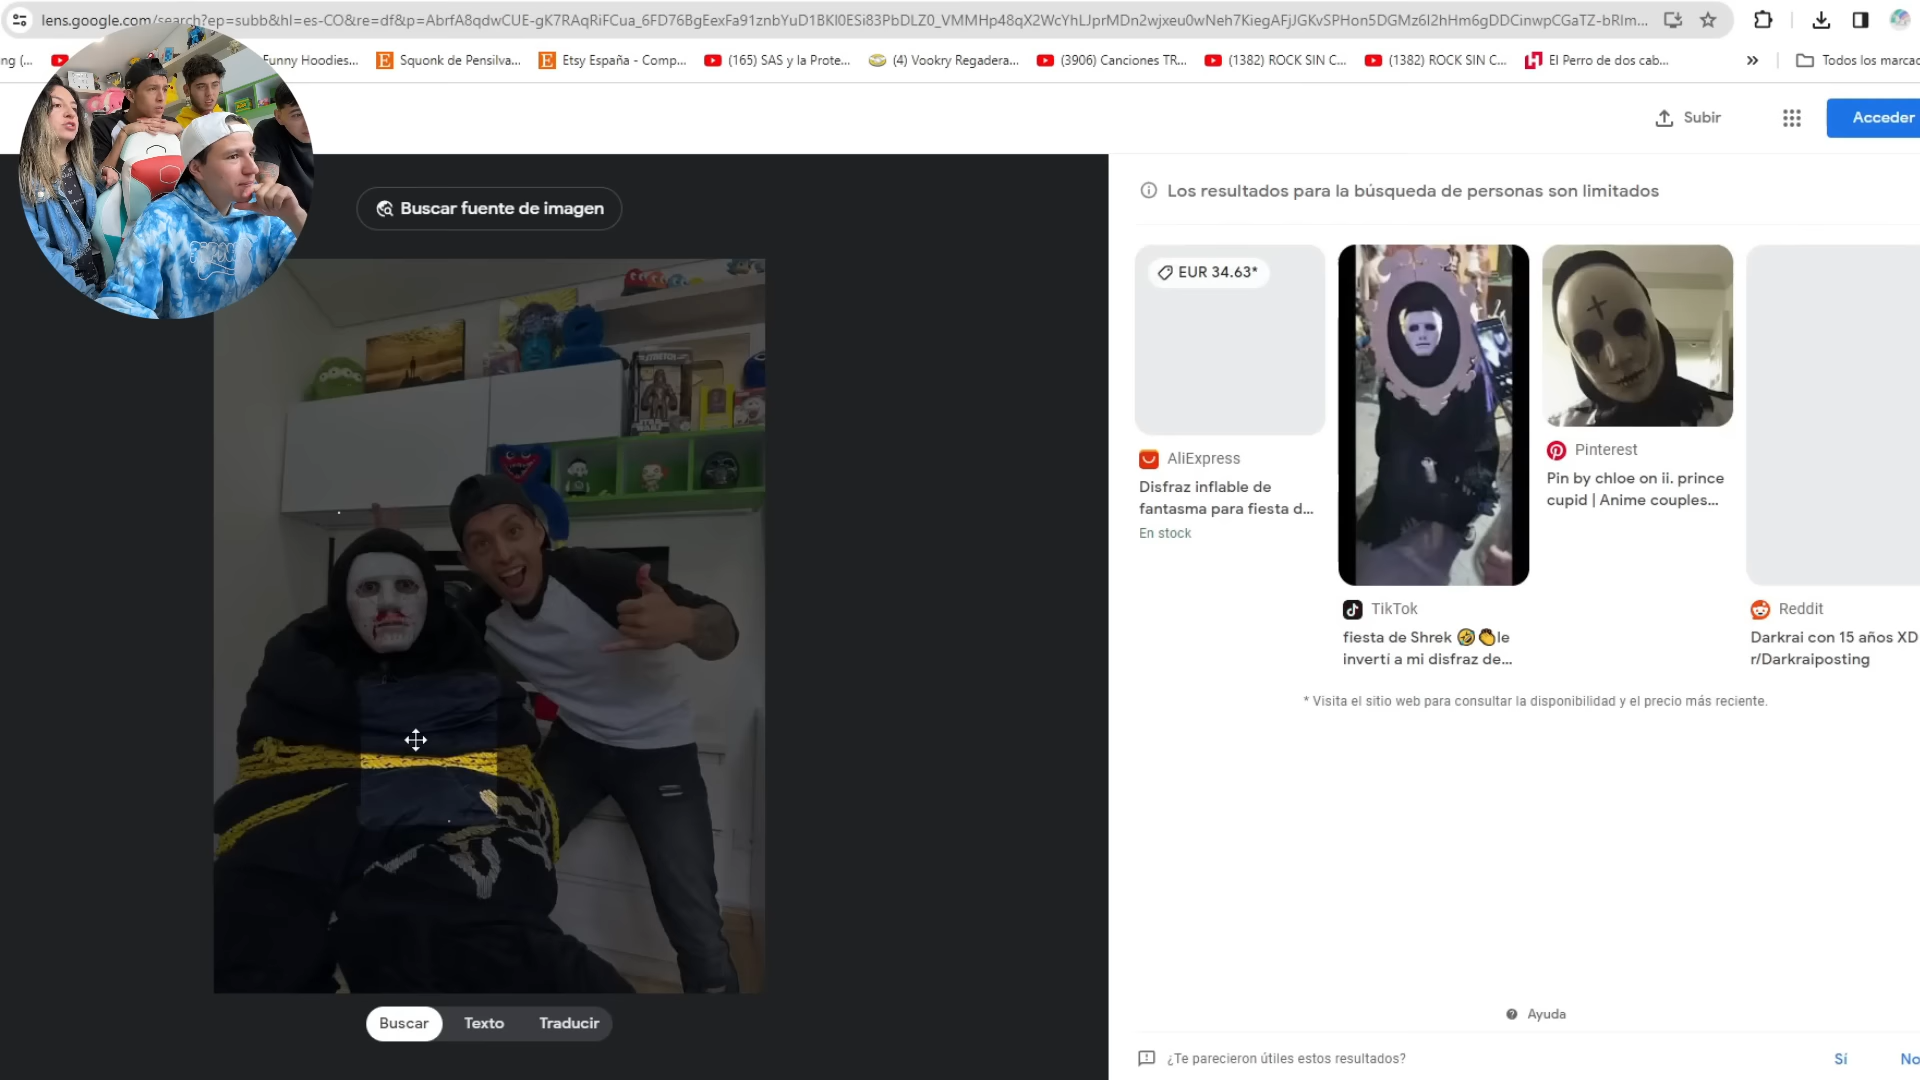 lens.google.com/search?ep=subb&hl=es-CO&re=df&p=AbrfA8qdwCUE-gK7RAqRiFCua_6FD76BgEexFa91znbYuD1BKl0ESi83PbDLZ0_VMMHp48qX2WcYhLJprMDn2wjxeu0wNeh7KiegAFjJGKvSPHon5DGMz6I2hHm6gDDCinwpCGaTZ-bRIm...
ng (...
Funny Hoodies...
Squonk de Pensilva...
Etsy España - Comp...
(165) SAS y la Prote...
(4) Vookry Regadera...
(3906) Canciones TR...
(1382) ROCK SIN C...
(1382) ROCK SIN C...
El Perro de dos cab...
»
Todos los marcad
Subir
Acceder
Buscar fuente de imagen
Los resultados para la búsqueda de personas son limitados
EUR 34.63*
AliExpress
Disfraz inflable de
fantasma para fiesta d...
En stock
TikTok
fiesta de Shrek 🤣👏le
invertí a mi disfraz de...
Pinterest
Pin by chloe on ii. prince
cupid | Anime couples...
Reddit
Darkrai con 15 años XD
r/Darkraiposting
* Visita el sitio web para consultar la disponibilidad y el precio más reciente.
STAR WARS
Buscar
Texto
Traducir
Ayuda
¿Te parecieron útiles estos resultados?
Sí
No